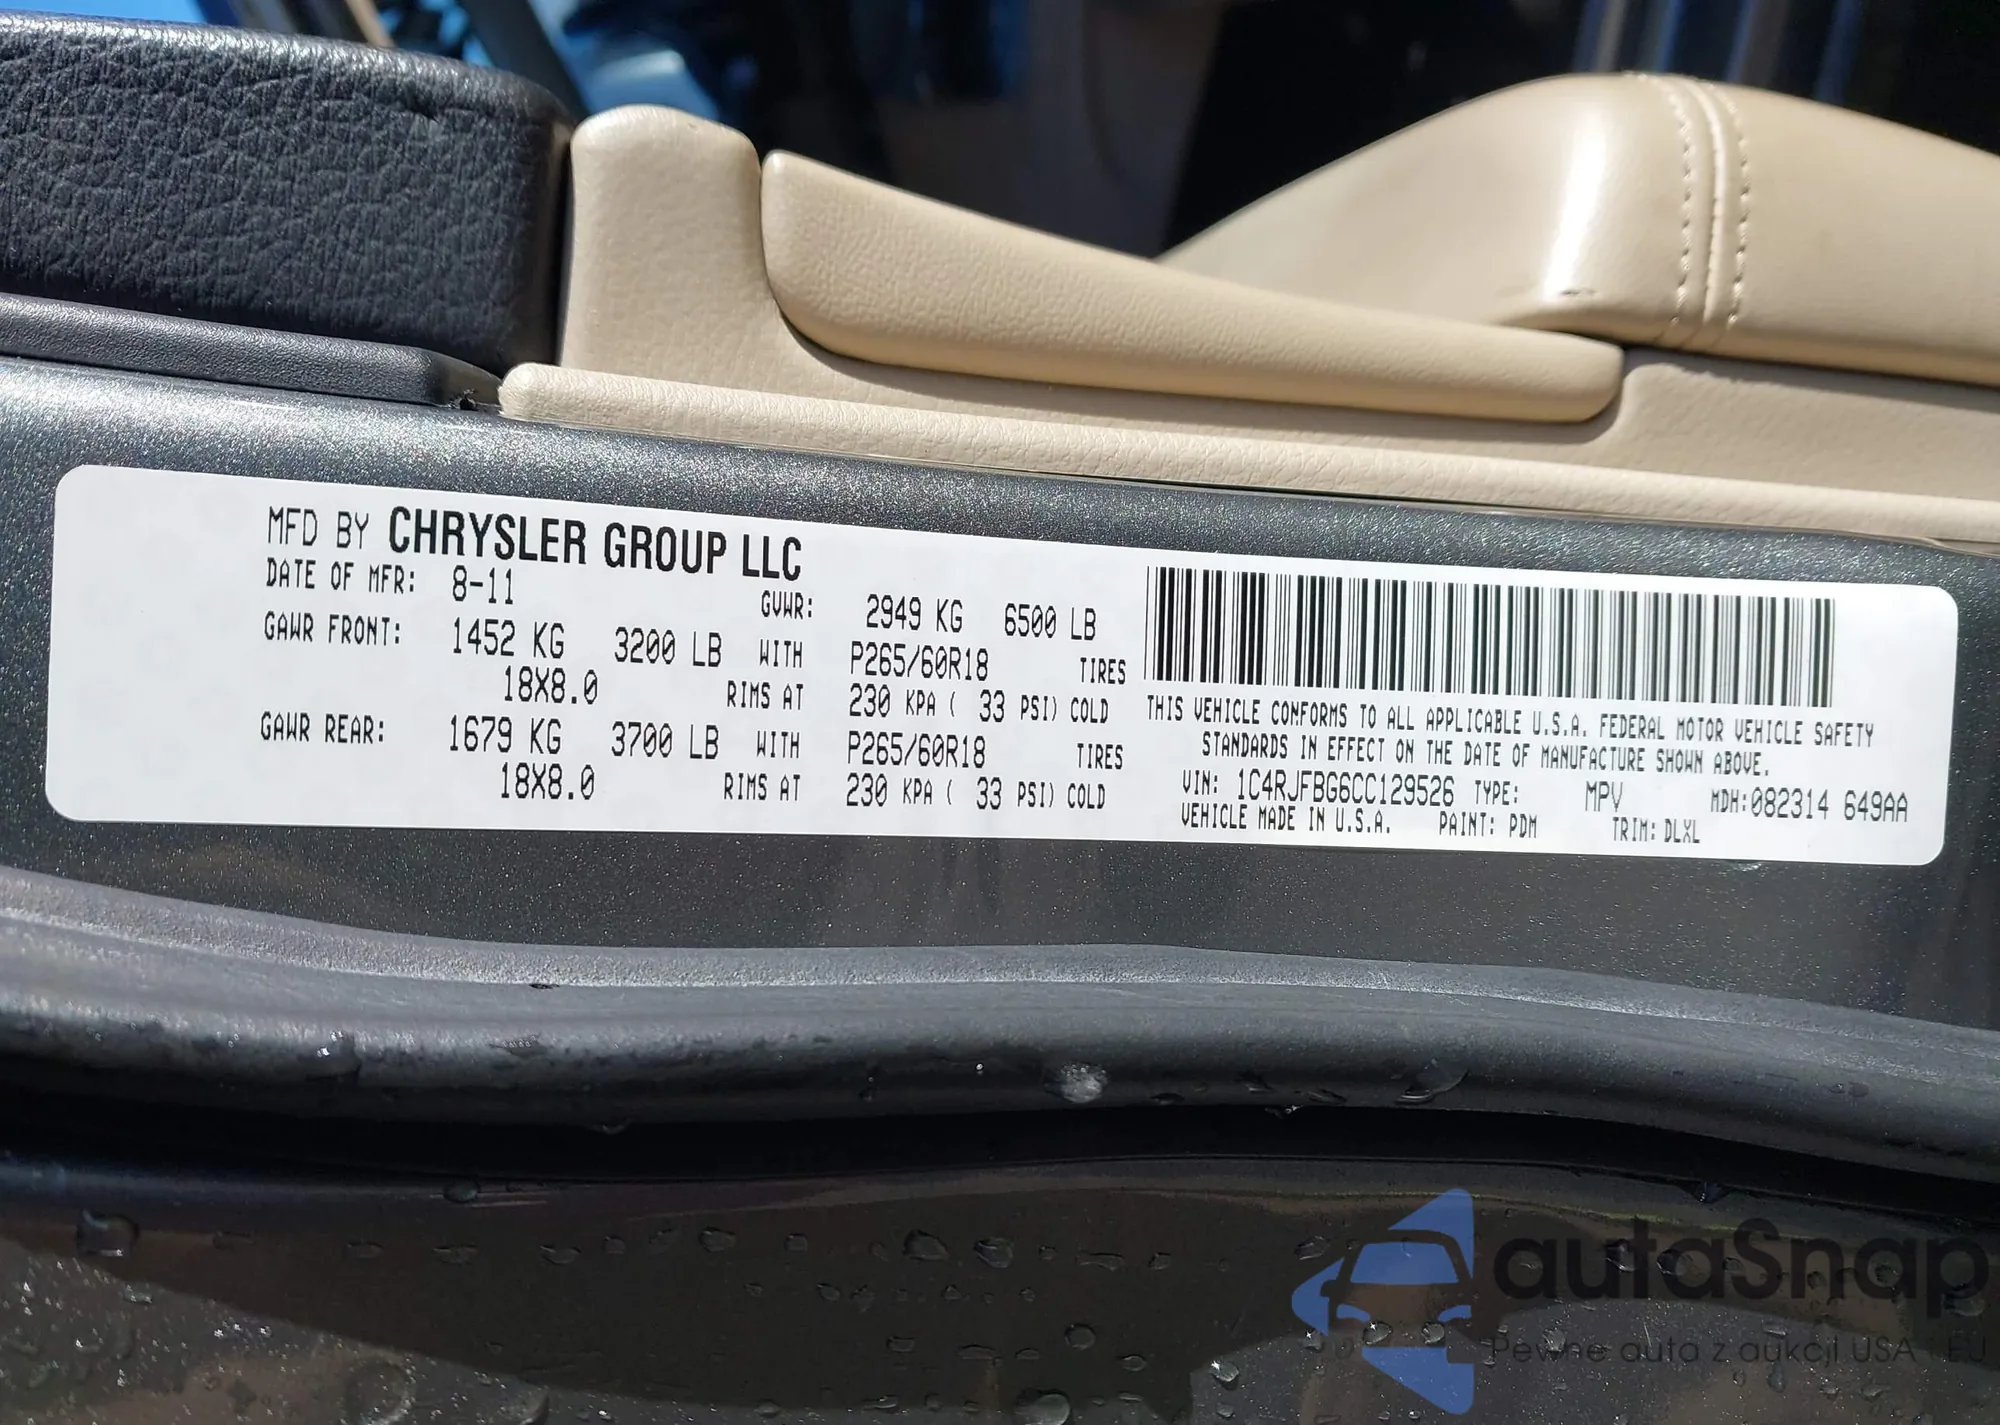 MFD BY CHRYSLER GROUP LLC
DATE OF MFR: 8-11 GVWR: 2949 KG 6500 LB
GAWR FRONT: 1452 KG 3200 LB WITH P265/60R18 TIRES
18X8.0 RIMS AT 230 KPA ( 33 PSI) COLD
GAWR REAR: 1679 KG 3700 LB WITH P265/60R18 TIRES
18X8.0 RIMS AT 230 KPA ( 33 PSI) COLD
THIS VEHICLE CONFORMS TO ALL APPLICABLE U.S.A. FEDERAL MOTOR VEHICLE SAFETY
STANDARDS IN EFFECT ON THE DATE OF MANUFACTURE SHOWN ABOVE.
VIN: 1C4RJFBG6CC129526 TYPE: MPV MDH:082314 649AA
VEHICLE MADE IN U.S.A. PAINT: PDM TRIM: DLXL
autaSnap
Pewne auta z aukcji USA i EU